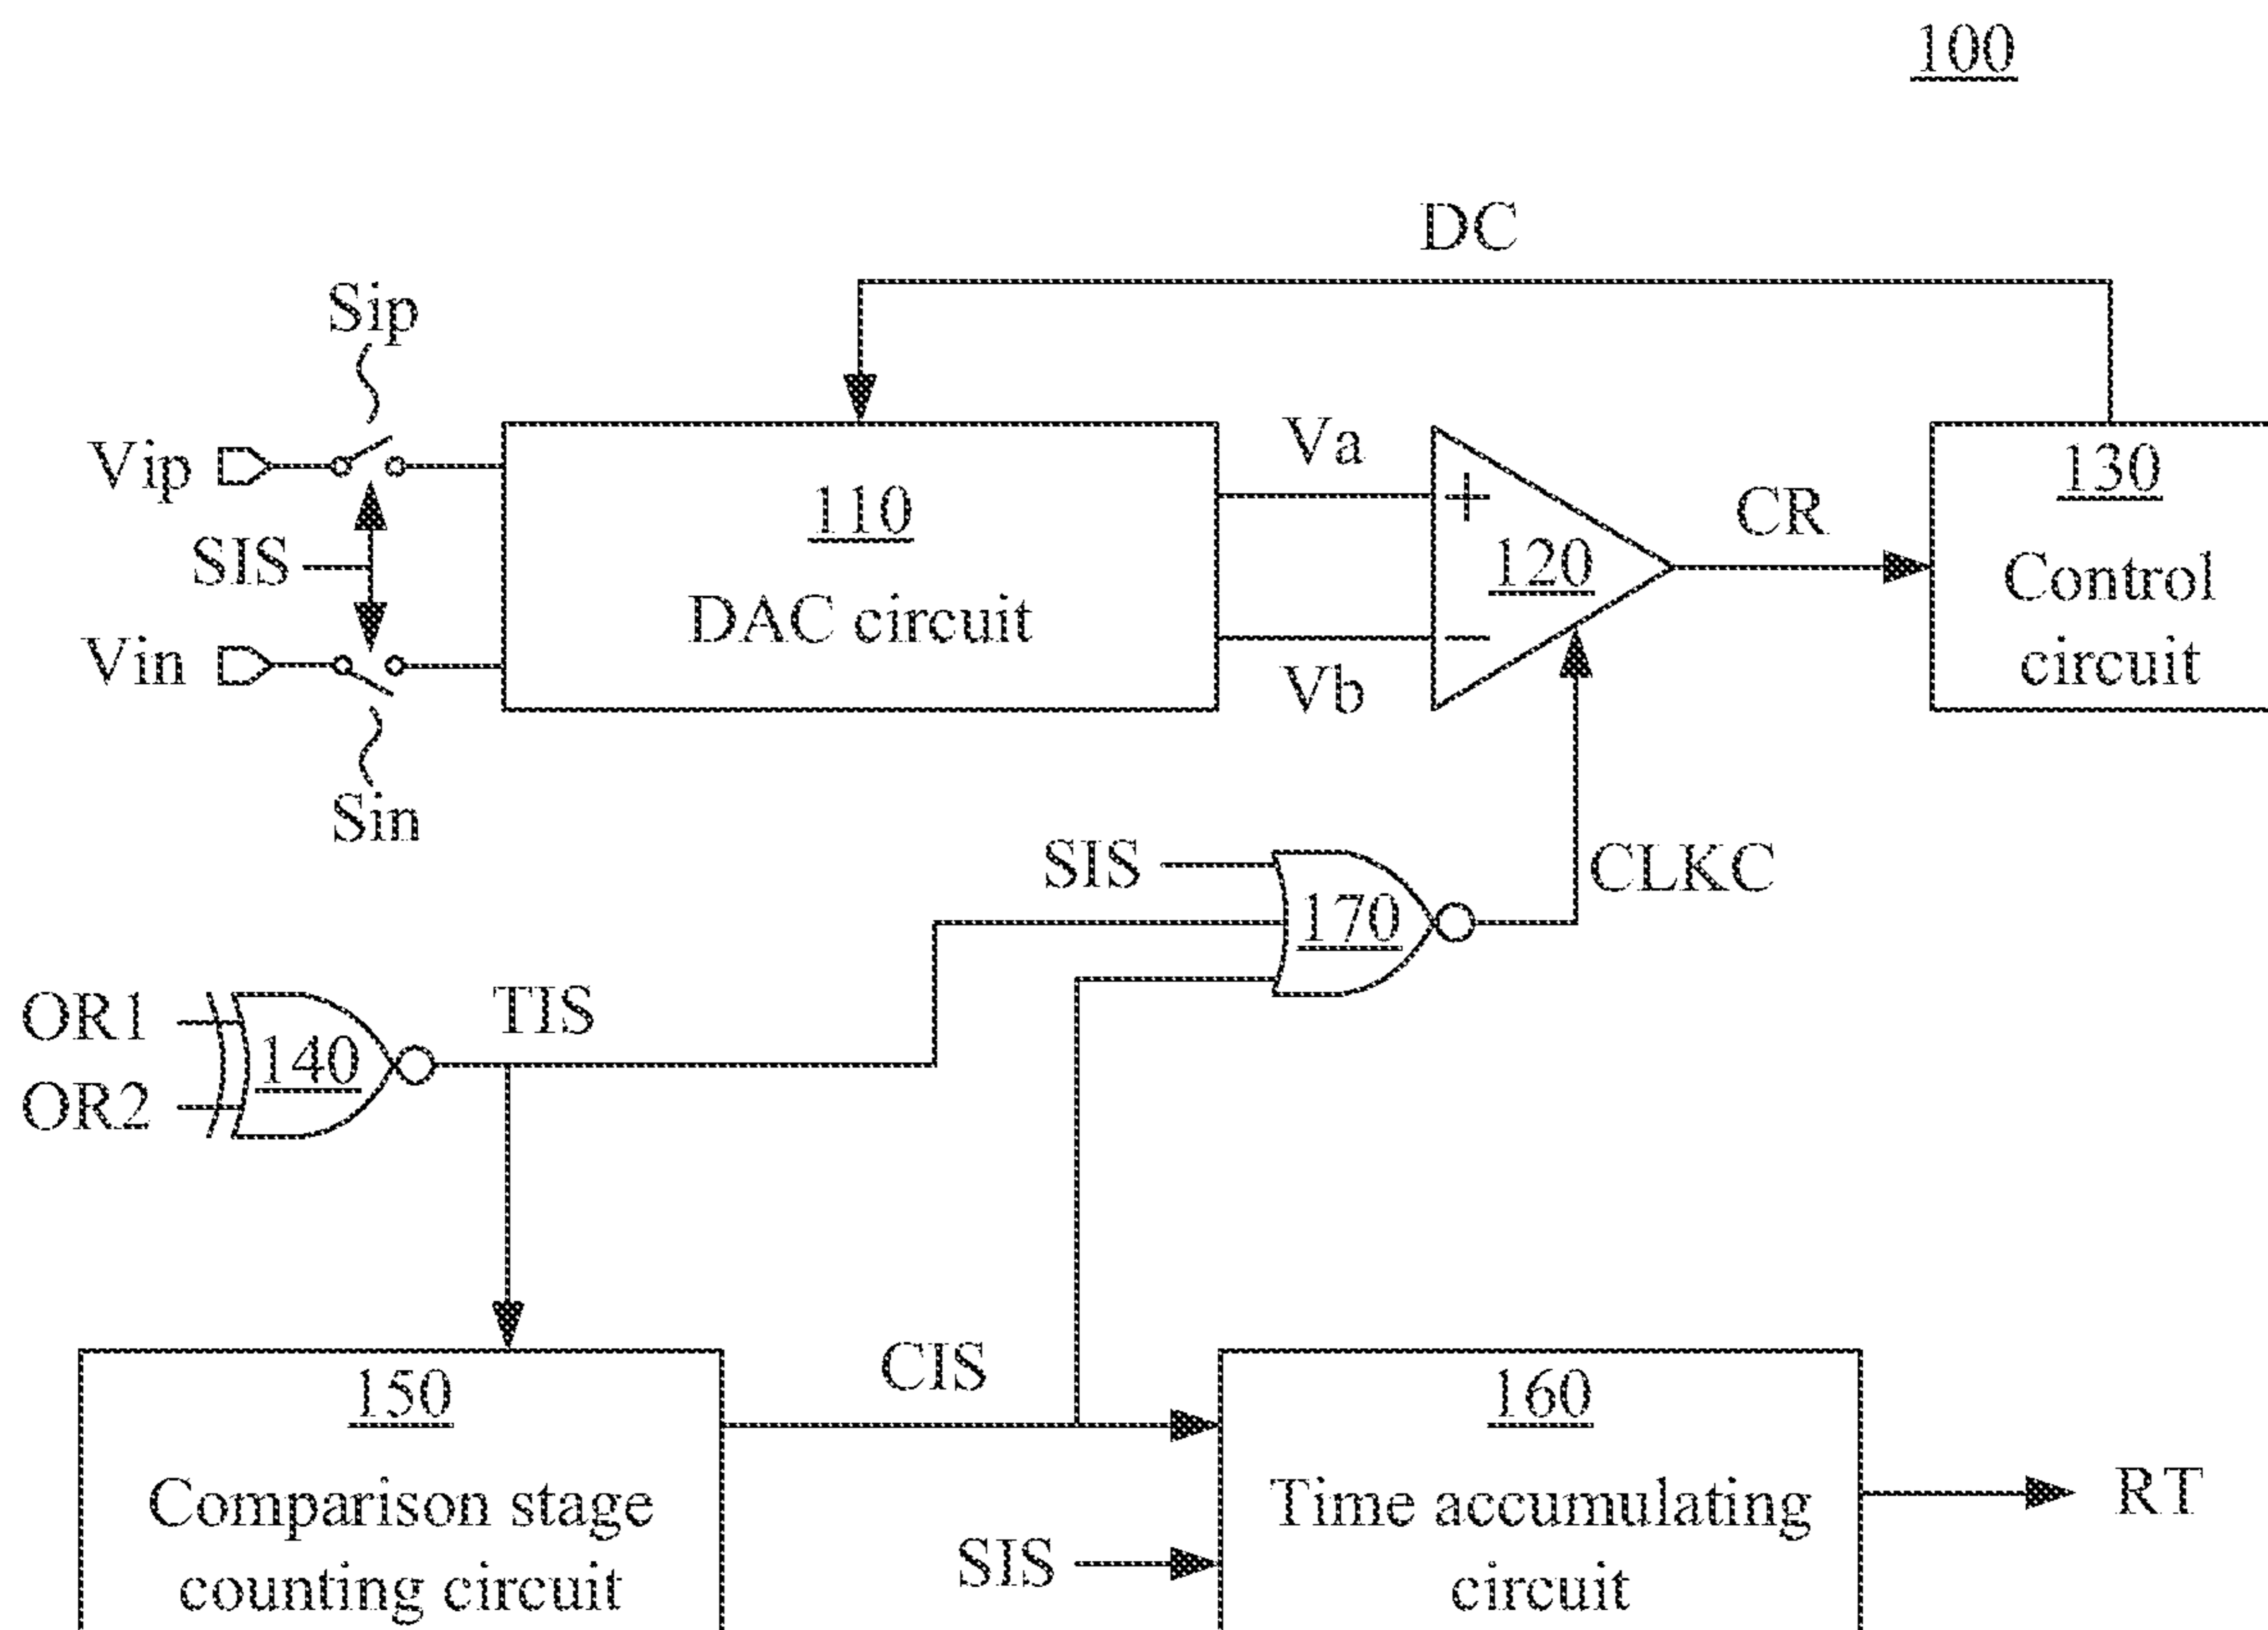 100
DC
Sip
Vip
SIS
Vin
Sin
110
DAC circuit
Va
Vb
+
120
−
CR
130
Control
circuit
SIS
170
CLKC
OR1
OR2
140
TIS
150
Comparison stage
counting circuit
CIS
SIS
160
Time accumulating
circuit
RT